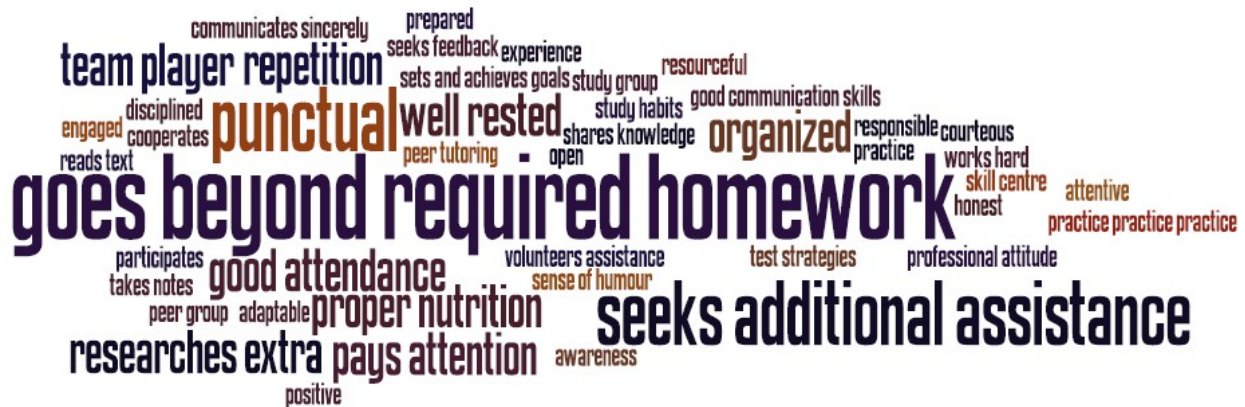 communicates sincerely
prepared
seeks feedback
experience
team player
repetition
sets and achieves goals
study group
resourceful
disciplined
punctual
well rested
study habits
good communication skills
engaged
cooperates
shares knowledge
organized
responsible
courteous
reads text
peer tutoring
open
practice
works hard
goes beyond required homework
skill centre
attentive
honest
practice practice practice
participates
good attendance
volunteers assistance
test strategies
professional attitude
takes notes
sense of humour
peer group
adaptable
proper nutrition
seeks additional assistance
researches extra
pays attention
awareness
positive